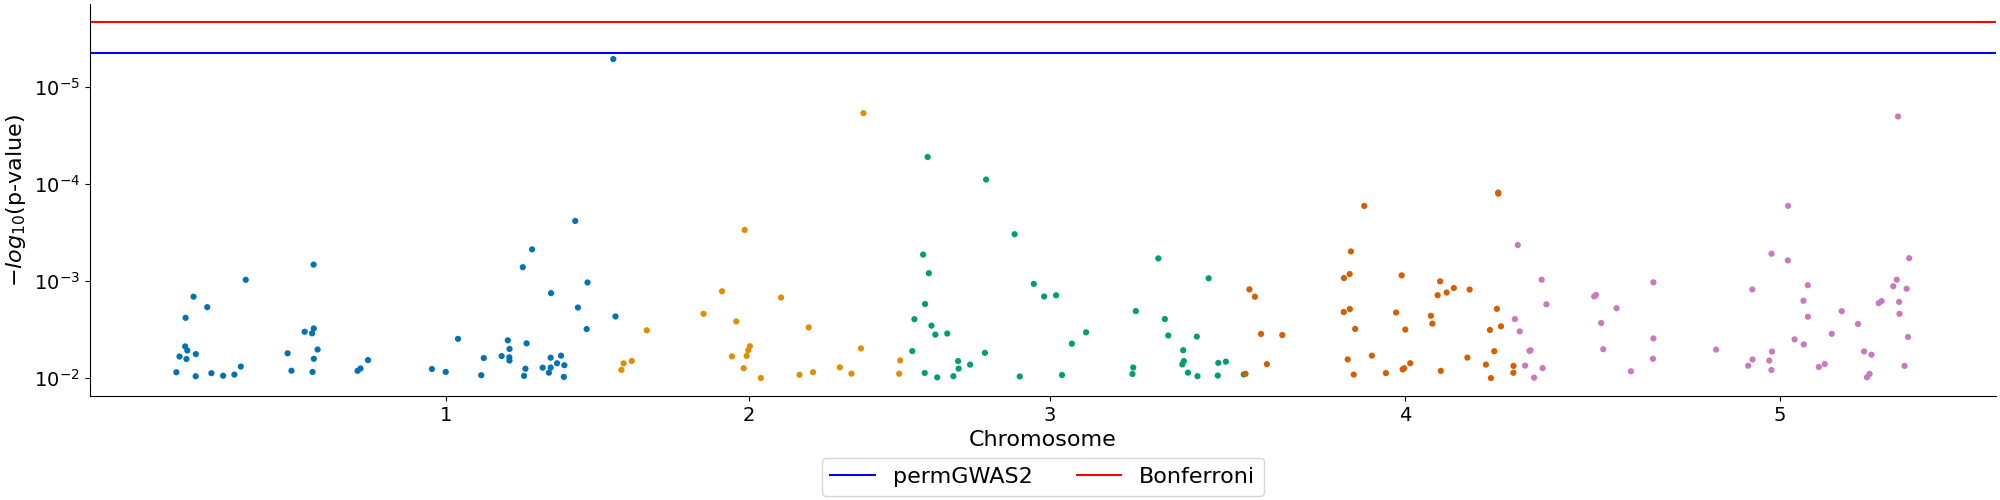 −log₁₀(p-value)
10⁻⁵
10⁻⁴
10⁻³
10⁻²
1 2 3 4 5
Chromosome
permGWAS2 Bonferroni